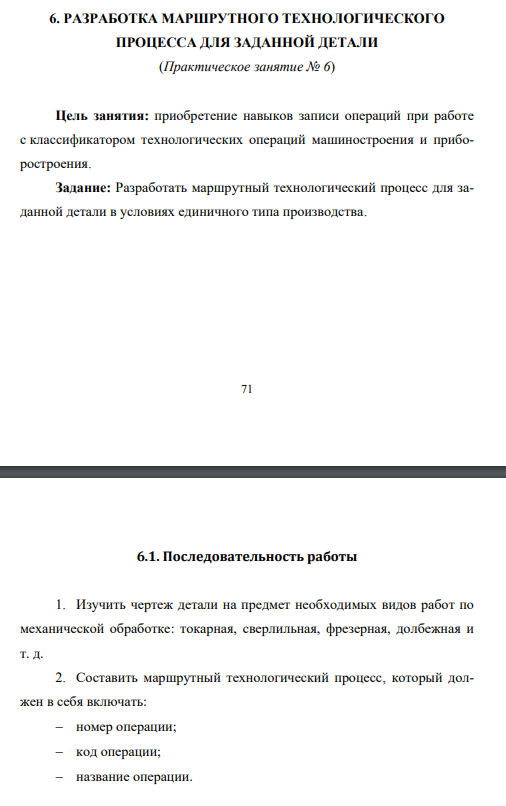 6. РАЗРАБОТКА МАРШРУТНОГО ТЕХНОЛОГИЧЕСКОГО
ПРОЦЕССА ДЛЯ ЗАДАННОЙ ДЕТАЛИ
(Практическое занятие № 6)
Цель занятия: приобретение навыков записи операций при работе
с классификатором технологических операций машиностроения и прибо-
ростроения.
Задание: Разработать маршрутный технологический процесс для за-
данной детали в условиях единичного типа производства.
71
6.1. Последовательность работы
1. Изучить чертеж детали на предмет необходимых видов работ по
механической обработке: токарная, сверлильная, фрезерная, долбежная и
т. д.
2. Составить маршрутный технологический процесс, который дол-
жен в себя включать:
– номер операции;
– код операции;
– название операции.